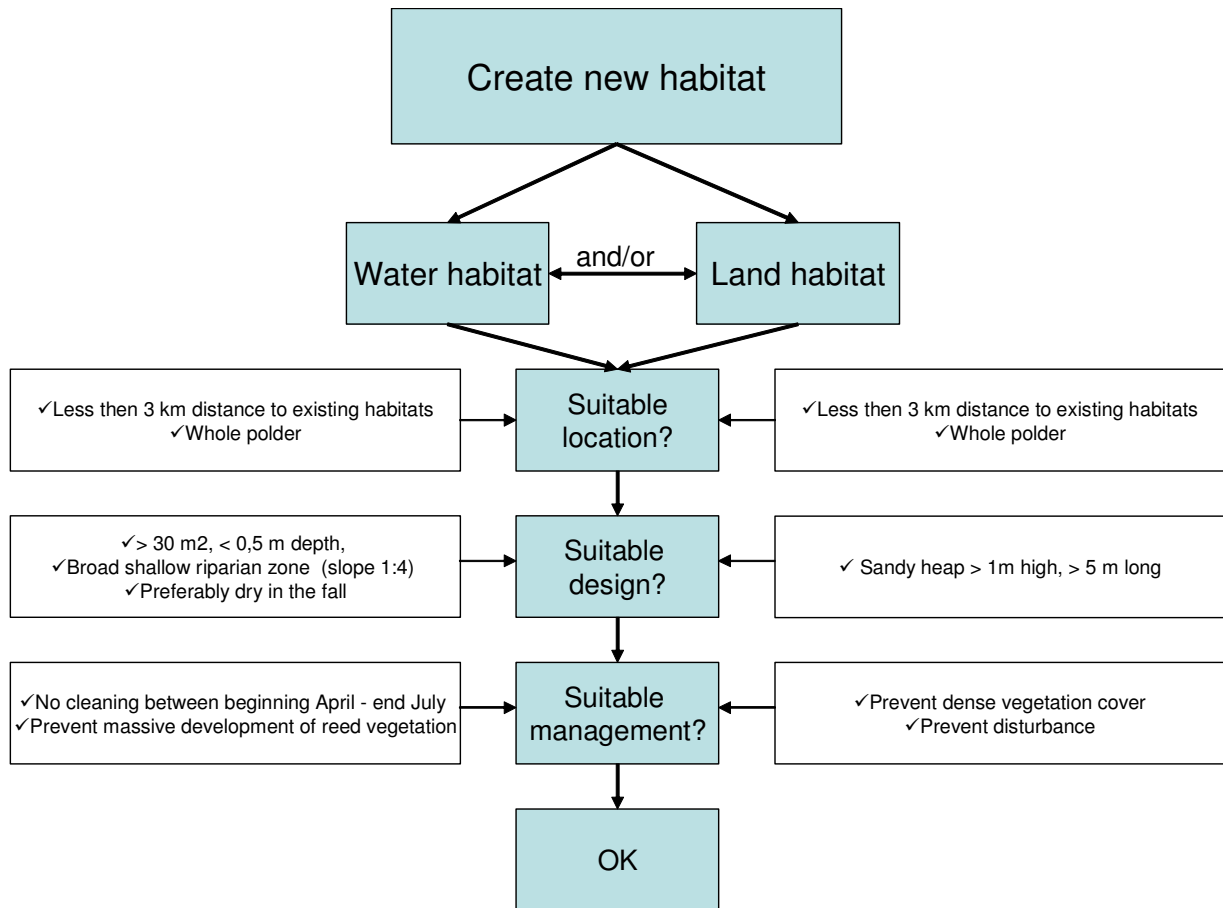 Create new habitat
Water habitat
and/or
Land habitat
✓Less then 3 km distance to existing habitats
✓Whole polder
Suitable
location?
✓Less then 3 km distance to existing habitats
✓Whole polder
✓> 30 m2, < 0,5 m depth,
✓Broad shallow riparian zone (slope 1:4)
✓Preferably dry in the fall
Suitable
design?
✓ Sandy heap > 1m high, > 5 m long
✓No cleaning between beginning April - end July
✓Prevent massive development of reed vegetation
Suitable
management?
✓Prevent dense vegetation cover
✓Prevent disturbance
OK